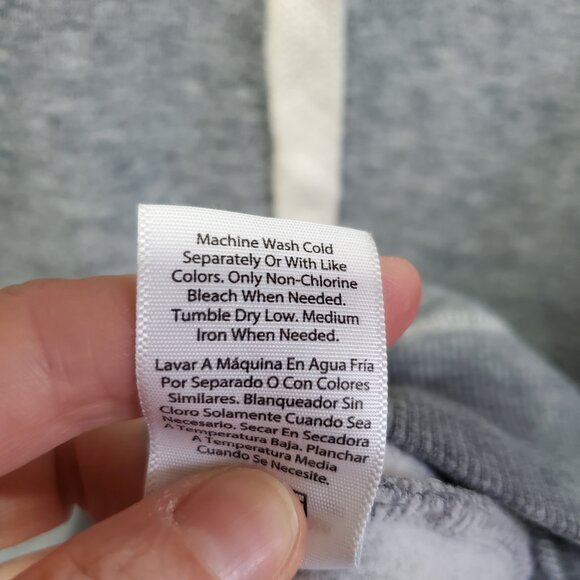 Machine Wash Cold
Separately Or With Like
Colors. Only Non-Chlorine
Bleach When Needed.
Tumble Dry Low. Medium
Iron When Needed.
Lavar A Máquina En Agua Fría
Por Separado O Con Colores
Similares. Blanqueador Sin
Cloro Solamente Cuando Sea
Necesario. Secar En Secadora
A Temperatura Baja. Planchar
A Temperatura Media
Cuando Se Necesite.